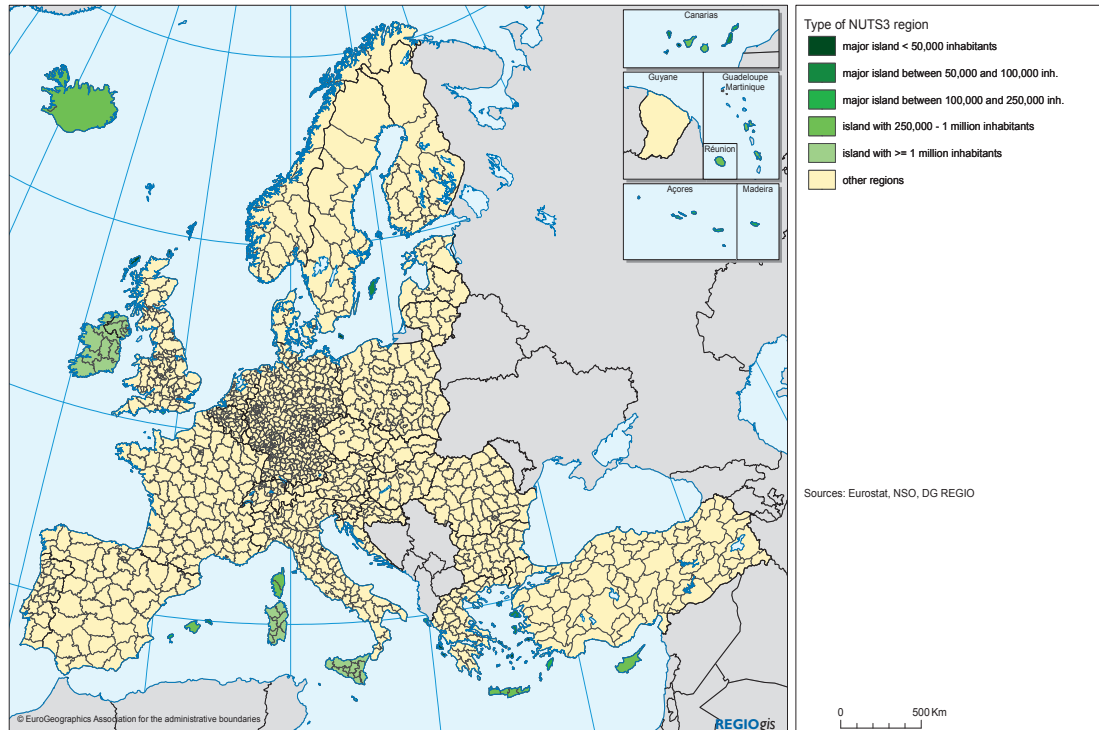 Canarias
Guyane
Guadeloupe
Martinique
Réunion
Açores
Madeira
© EuroGeographics Association for the administrative boundaries
REGIOgis
Type of NUTS3 region
major island < 50,000 inhabitants
major island between 50,000 and 100,000 inh.
major island between 100,000 and 250,000 inh.
island with 250,000 - 1 million inhabitants
island with >= 1 million inhabitants
other regions
Sources: Eurostat, NSO, DG REGIO
0 500 Km